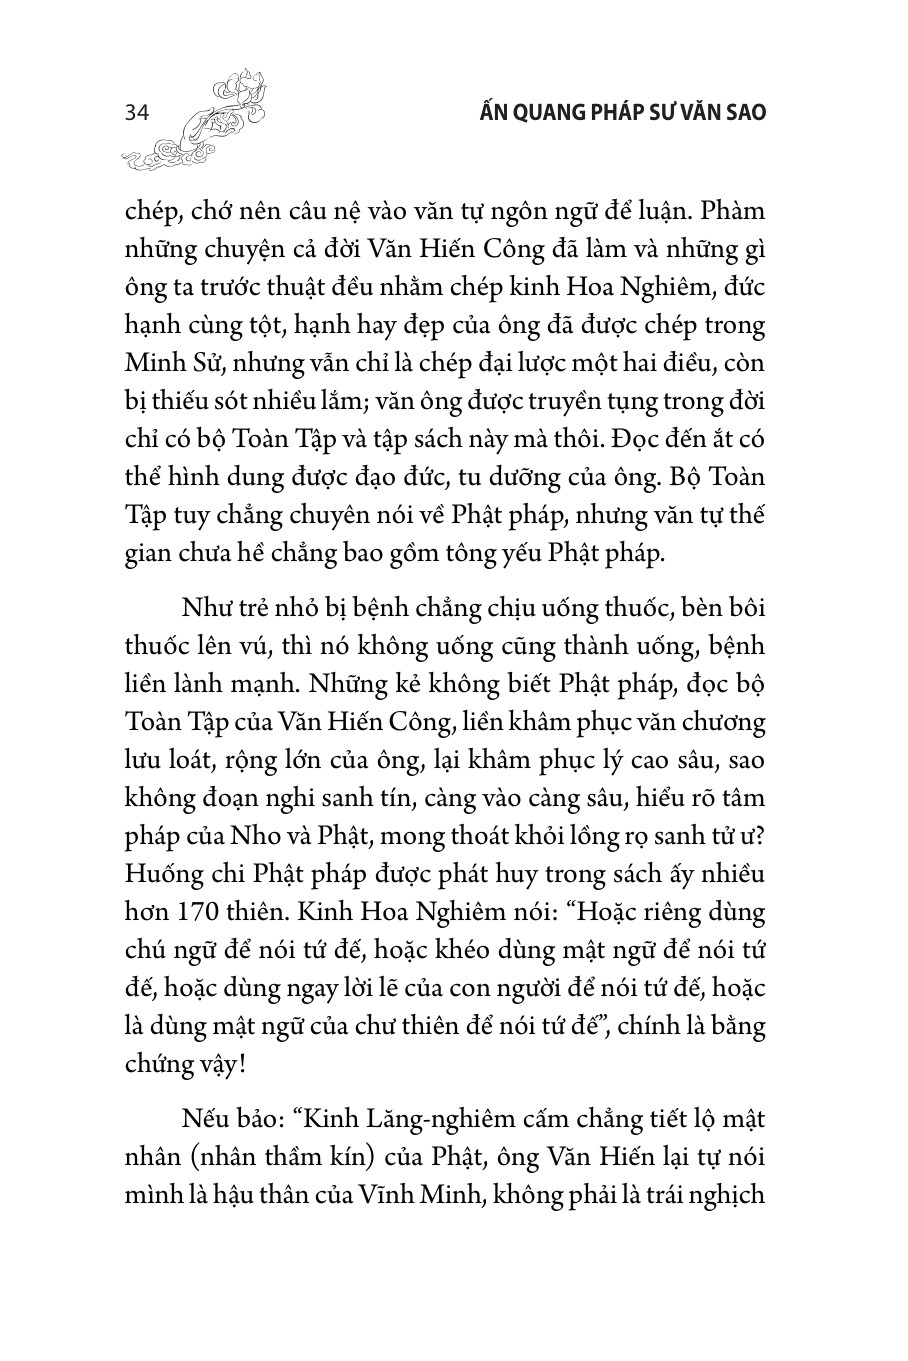 34
ẤN QUANG PHÁP SƯ VĂN SAO
chép, chớ nên câu nệ vào văn tự ngôn ngữ để luận. Phàm
những chuyện cả đời Văn Hiến Công đã làm và những gì
ông ta trước thuật đều nhằm chép kinh Hoa Nghiêm, đức
hạnh cùng tột, hạnh hay đẹp của ông đã được chép trong
Minh Sử, nhưng vẫn chỉ là chép đại lược một hai điều, còn
bị thiếu sót nhiều lắm; văn ông được truyền tụng trong đời
chỉ có bộ Toàn Tập và tập sách này mà thôi. Đọc đến ắt có
thể hình dung được đạo đức, tu dưỡng của ông. Bộ Toàn
Tập tuy chẳng chuyên nói về Phật pháp, nhưng văn tự thế
gian chưa hề chẳng bao gồm tông yếu Phật pháp.
Như trẻ nhỏ bị bệnh chẳng chịu uống thuốc, bèn bôi
thuốc lên vú, thì nó không uống cũng thành uống, bệnh
liền lành mạnh. Những kẻ không biết Phật pháp, đọc bộ
Toàn Tập của Văn Hiến Công, liền khâm phục văn chương
lưu loát, rộng lớn của ông, lại khâm phục lý cao sâu, sao
không đoạn nghi sanh tín, càng vào càng sâu, hiểu rõ tâm
pháp của Nho và Phật, mong thoát khỏi lồng rọ sanh tử ư?
Huống chi Phật pháp được phát huy trong sách ấy nhiều
hơn 170 thiên. Kinh Hoa Nghiêm nói: “Hoặc riêng dùng
chú ngữ để nói tứ đế, hoặc khéo dùng mật ngữ để nói tứ
đế, hoặc dùng ngay lời lẽ của con người để nói tứ đế, hoặc
là dùng mật ngữ của chư thiên để nói tứ đế”, chính là bằng
chứng vậy!
Nếu bảo: “Kinh Lăng-nghiêm cấm chẳng tiết lộ mật
nhân (nhân thầm kín) của Phật, ông Văn Hiến lại tự nói
mình là hậu thân của Vĩnh Minh, không phải là trái nghịch